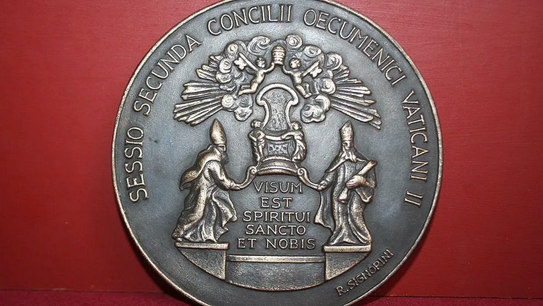 SESSIO SECUNDA CONCILII OECUMENICI VATICANI II
VISUM
EST
SPIRITUI
SANCTO
ET NOBIS
R. SIGNORINI